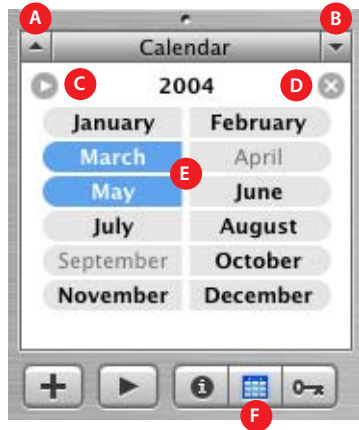 A B
Calendar
C 2004 D
January February
March E April
May June
July August
September October
November December
F